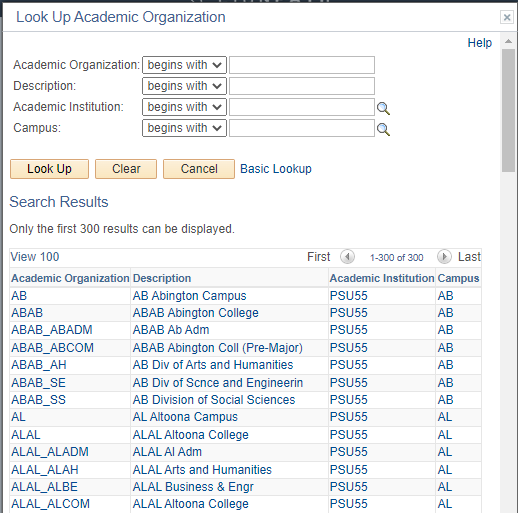 Look Up Academic Organization
Help
Academic Organization: begins with
Description: begins with
Academic Institution: begins with
Campus: begins with
Look Up Clear Cancel Basic Lookup
Search Results
Only the first 300 results can be displayed.
View 100 First 1-300 of 300 Last
Academic Organization Description Academic Institution Campus
AB AB Abington Campus PSU55 AB
ABAB ABAB Abington College PSU55 AB
ABAB_ABADM ABAB Ab Adm PSU55 AB
ABAB_ABCOM ABAB Abington Coll (Pre-Major) PSU55 AB
ABAB_AH AB Div of Arts and Humanities PSU55 AB
ABAB_SE AB Div of Scnce and Engineerin PSU55 AB
ABAB_SS AB Division of Social Sciences PSU55 AB
AL AL Altoona Campus PSU55 AL
ALAL ALAL Altoona College PSU55 AL
ALAL_ALADM ALAL Al Adm PSU55 AL
ALAL_ALAH ALAL Arts and Humanities PSU55 AL
ALAL_ALBE ALAL Business & Engr PSU55 AL
ALAL_ALCOM ALAL Altoona College PSU55 AL